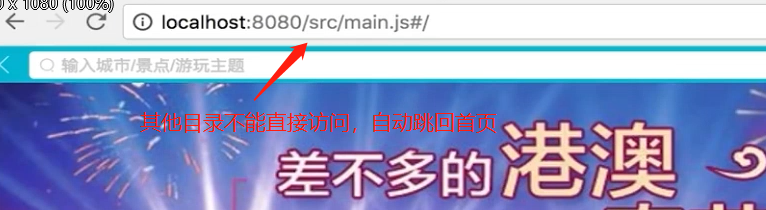 0 x 1080 (100%)
localhost:8080/src/main.js#/
输入城市/景点/游玩主题
其他目录不能直接访问，自动跳回首页
差不多的港澳